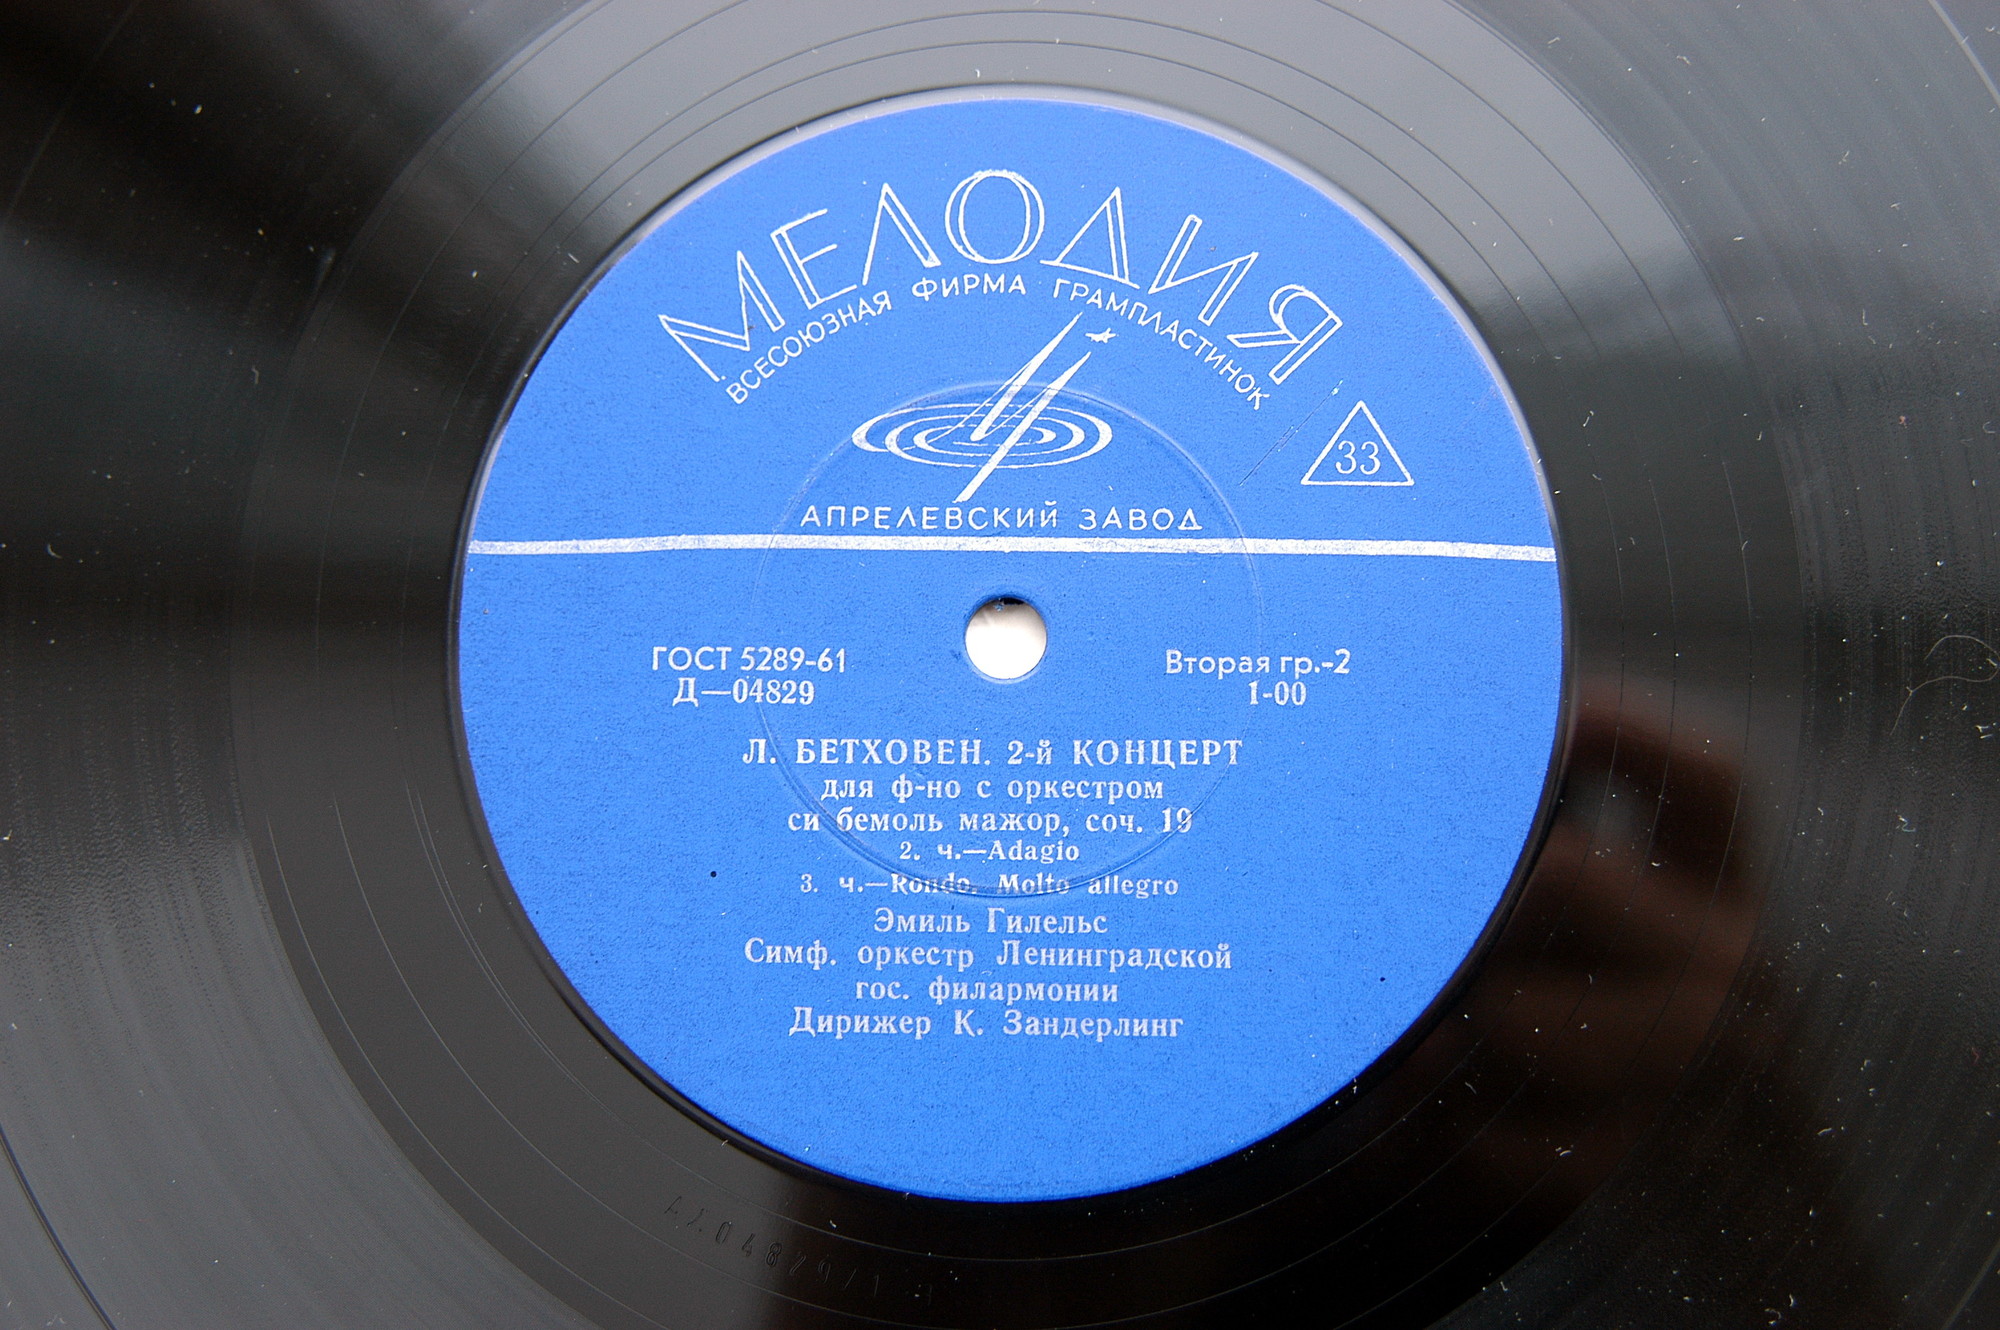 МЕЛОДИЯ
ВСЕСОЮЗНАЯ ФИРМА ГРАМПЛАСТИНОК
33
АПРЕЛЕВСКИЙ ЗАВОД
ГОСТ 5289-61
Д—04829
Вторая гр.-2
1-00
Л. БЕТХОВЕН. 2-й КОНЦЕРТ
для ф-но с оркестром
си бемоль мажор, соч. 19
2. ч.—Adagio
3. ч.—Rondo. Molto allegro
Эмиль Гилельс
Симф. оркестр Ленинградской
гос. филармонии
Дирижер К. Зандерлинг